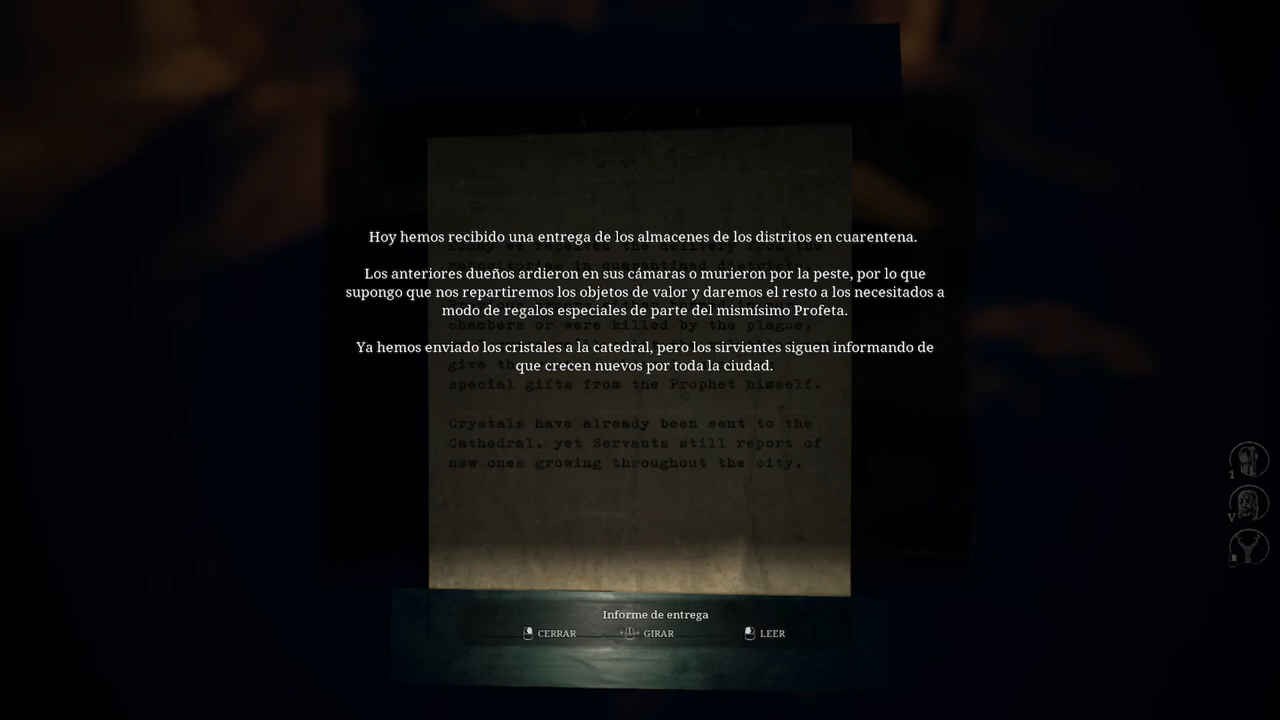 Hoy hemos recibido una entrega de los almacenes de los distritos en cuarentena.
Los anteriores dueños ardieron en sus cámaras o murieron por la peste, por lo que
supongo que nos repartiremos los objetos de valor y daremos el resto a los necesitados a
modo de regalos especiales de parte del mismísimo Profeta.
chambers or were killed by the plague,
Ya hemos enviado los cristales a la catedral, pero los sirvientes siguen informando de
que crecen nuevos por toda la ciudad.
special gifts from the Prophet himself.
Crystals have already been sent to the
Cathedral, yet Servants still report of
new ones growing throughout the city.
Informe de entrega
CERRAR GIRAR LEER
1
V